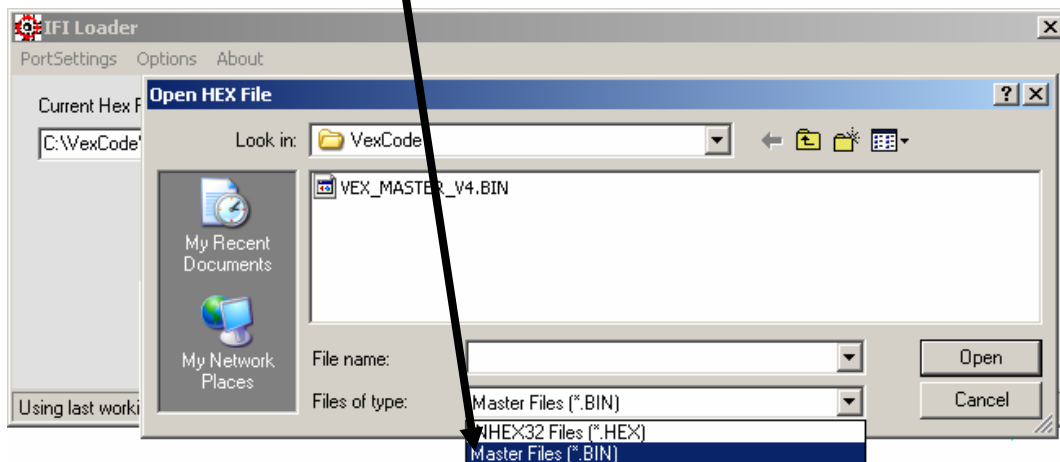 IFI Loader
PortSettings Options About
Open HEX File
Current Hex F
C:\VexCode\
Look in: VexCode
VEX_MASTER_V4.BIN
My Recent
Documents
My Network
Places
File name:
Open
Files of type: Master Files (*.BIN)
Cancel
Using last worki
INHEX32 Files (*.HEX)
Master Files (*.BIN)